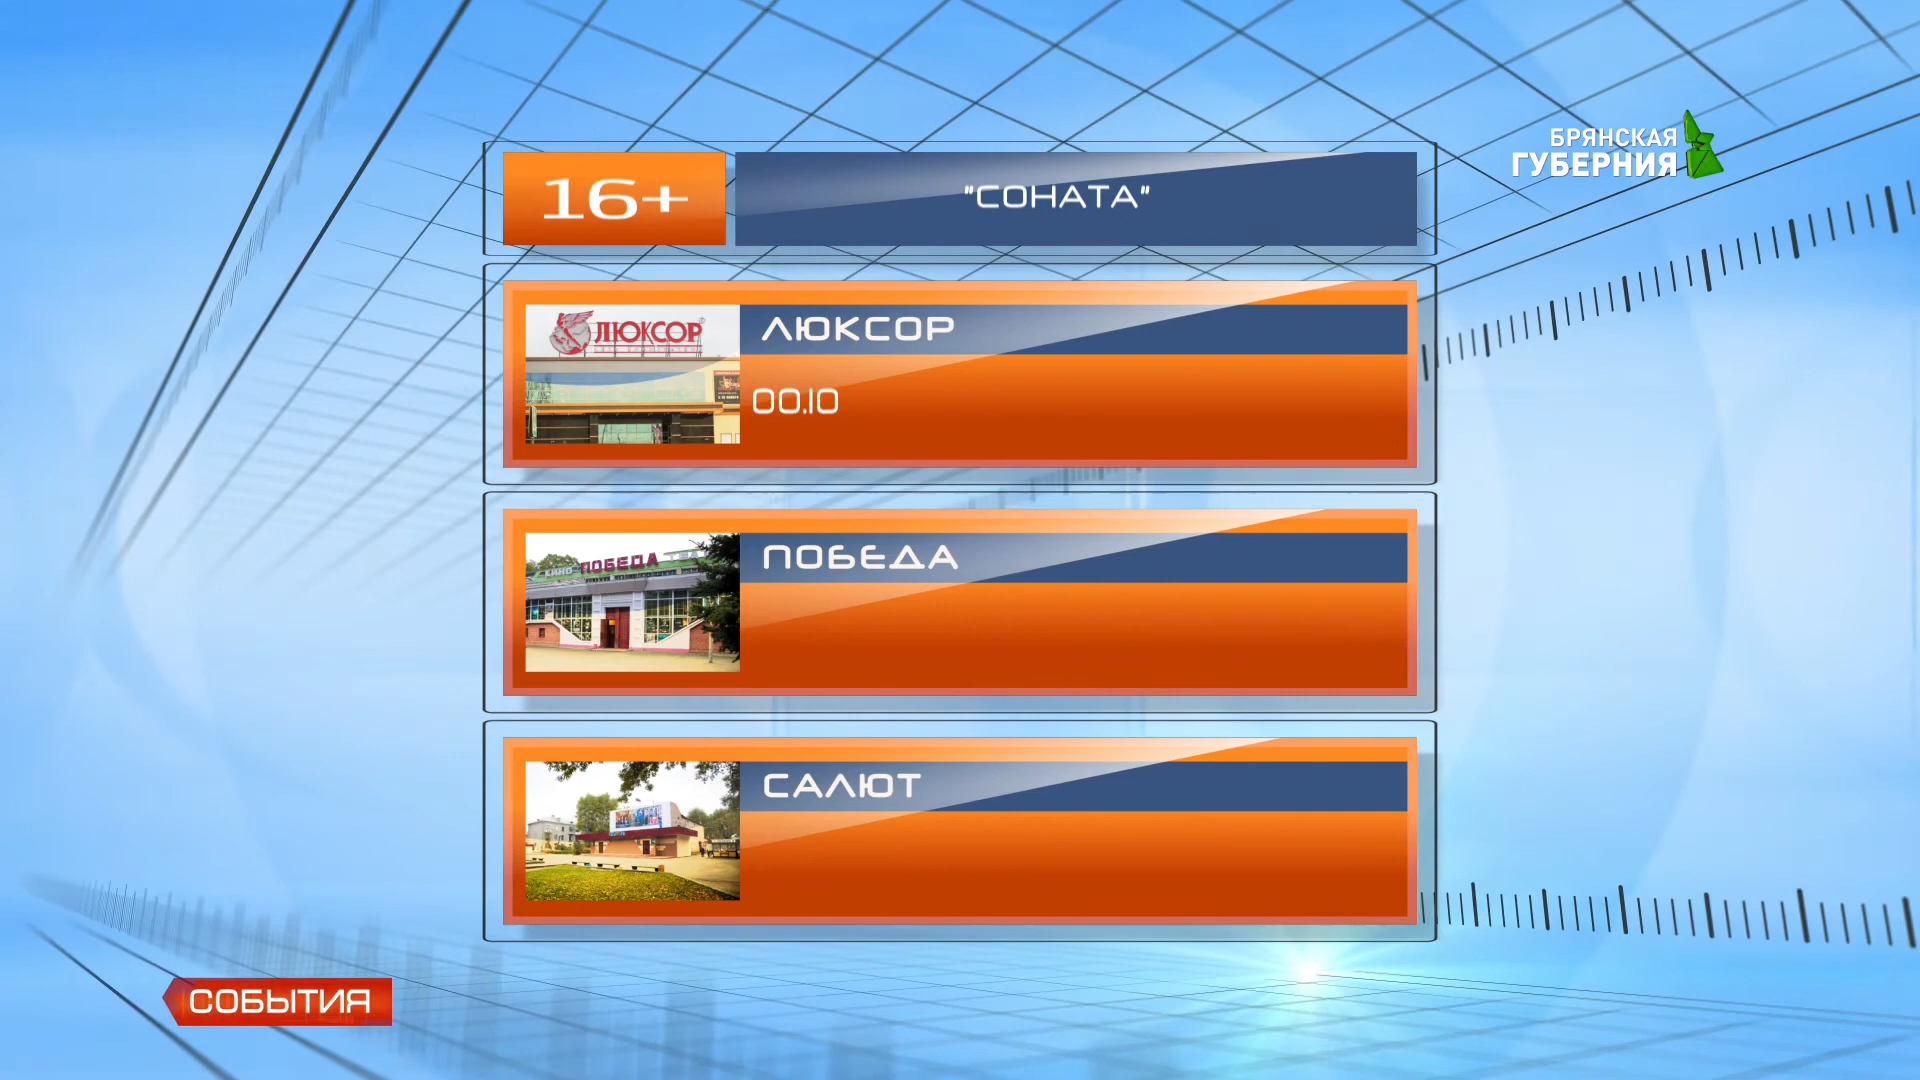 БРЯНСКАЯ
ГУБЕРНИЯ
16+
"СОНАТА"
ЛЮКСОР
ЛЮКСОР
00.10
КИНО ПОБЕДА
ПОБЕДА
САЛЮТ
СОБЫТИЯ